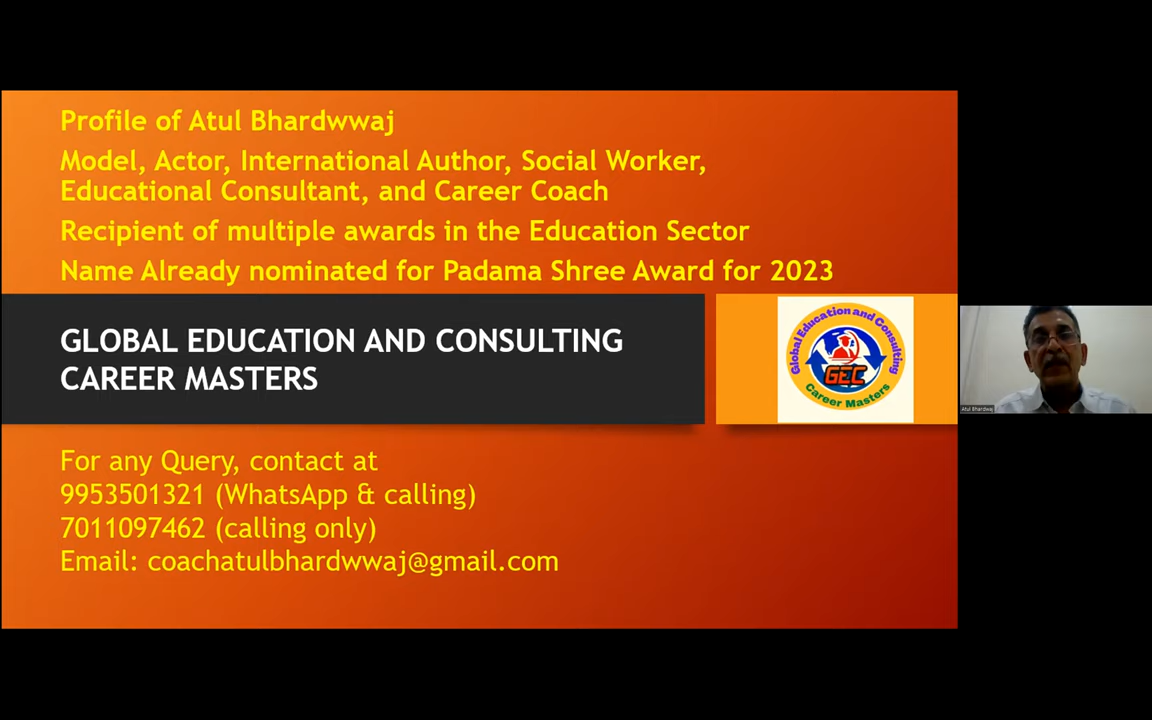 Profile of Atul Bhardwwaj
Model, Actor, International Author, Social Worker,
Educational Consultant, and Career Coach
Recipient of multiple awards in the Education Sector
Name Already nominated for Padama Shree Award for 2023
GLOBAL EDUCATION AND CONSULTING
CAREER MASTERS
Global Education and Consulting
GEC
Career Masters
Atul Bhardwaj
For any Query, contact at
9953501321 (WhatsApp & calling)
7011097462 (calling only)
Email: coachatulbhardwwaj@gmail.com